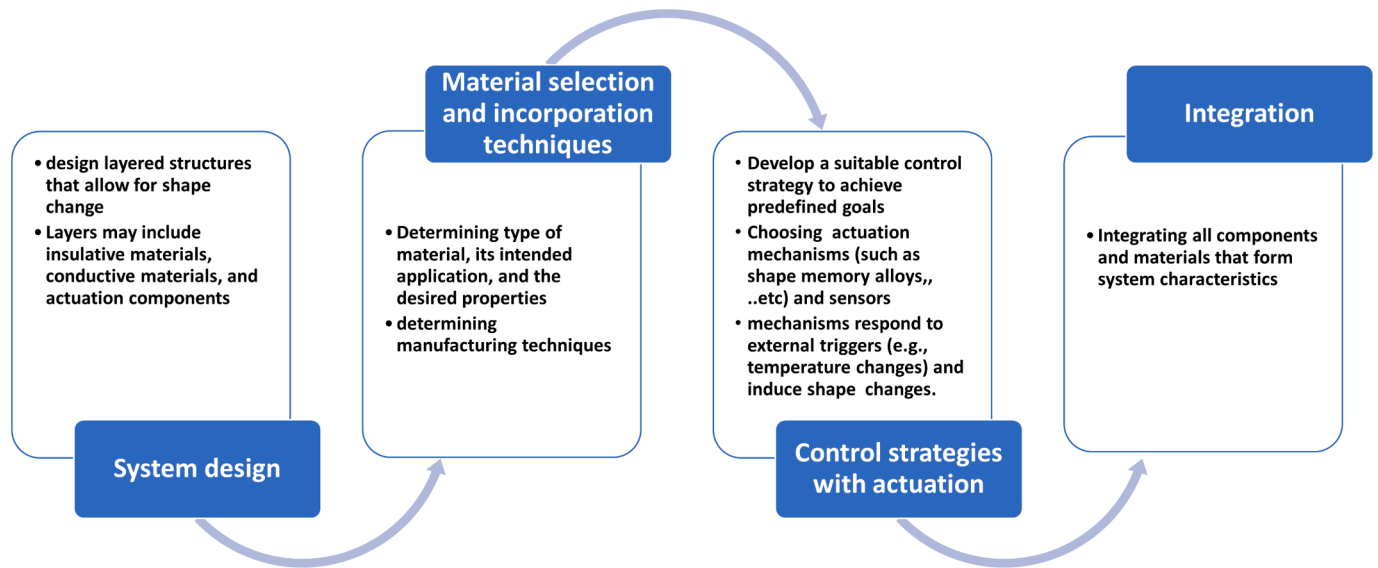 • design layered structures
that allow for shape
change
• Layers may include
insulative materials,
conductive materials, and
actuation components
System design
Material selection
and incorporation
techniques
• Determining type of
material, its intended
application, and the
desired properties
• determining
manufacturing techniques
• Develop a suitable control
strategy to achieve
predefined goals
• Choosing actuation
mechanisms (such as
shape memory alloys,,
..etc) and sensors
• mechanisms respond to
external triggers (e.g.,
temperature changes) and
induce shape changes.
Control strategies
with actuation
Integration
• Integrating all components
and materials that form
system characteristics